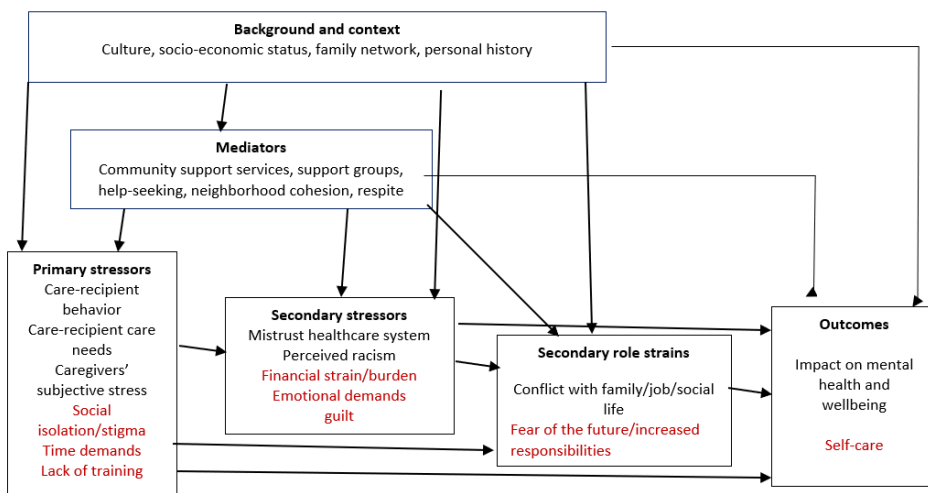 Background and context
Culture, socio-economic status, family network, personal history
Mediators
Community support services, support groups,
help-seeking, neighborhood cohesion, respite
Primary stressors
Care-recipient
behavior
Care-recipient care
needs
Caregivers’
subjective stress
Social
isolation/stigma
Time demands
Lack of training
Secondary stressors
Mistrust healthcare system
Perceived racism
Financial strain/burden
Emotional demands
guilt
Secondary role strains
Conflict with family/job/social
life
Fear of the future/increased
responsibilities
Outcomes
Impact on mental
health and
wellbeing
Self-care